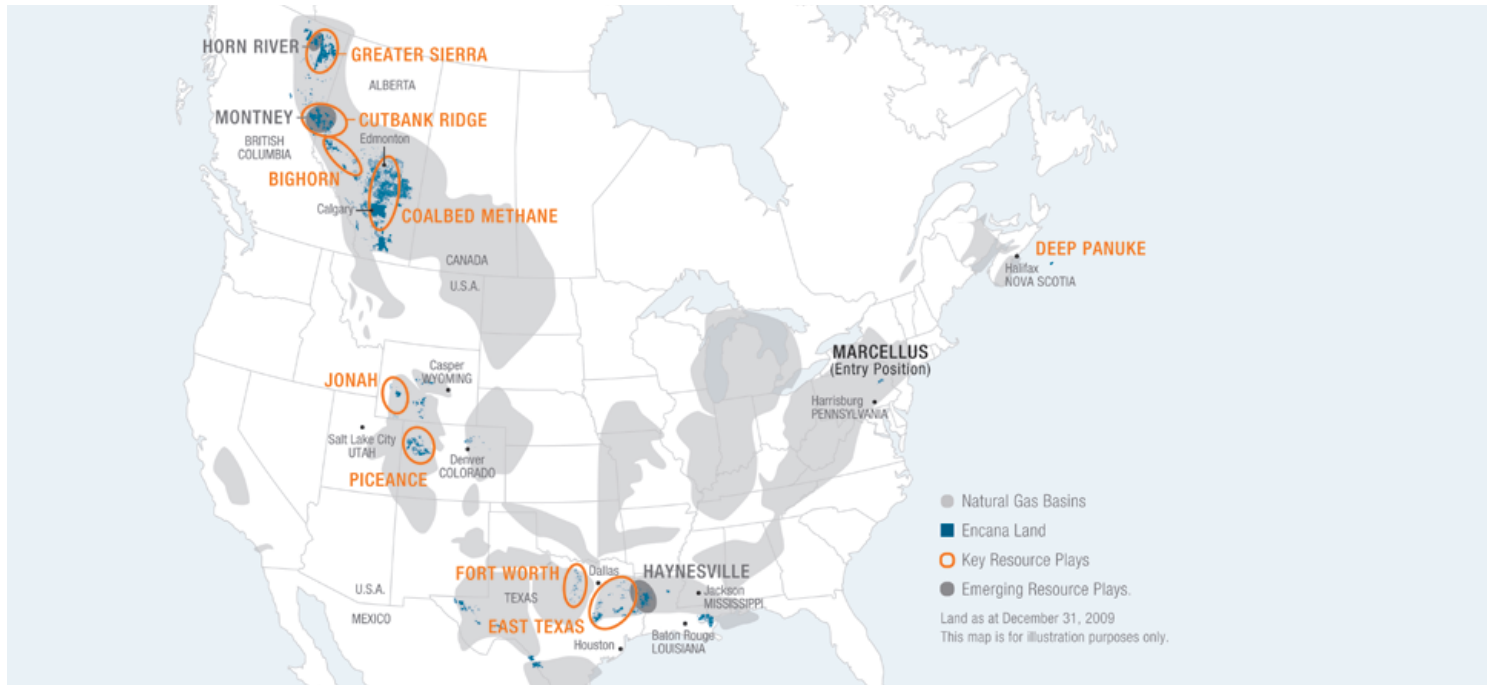 HORN RIVER
GREATER SIERRA
ALBERTA
MONTNEY
CUTBANK RIDGE
BRITISH
COLUMBIA
Edmonton
BIGHORN
Calgary
COALBED METHANE
CANADA
U.S.A.
DEEP PANUKE
Halifax
NOVA SCOTIA
MARCELLUS
(Entry Position)
Harrisburg
PENNSYLVANIA
JONAH
Casper
WYOMING
Salt Lake City
UTAH
Denver
COLORADO
PICEANCE
Natural Gas Basins
Encana Land
Key Resource Plays
Emerging Resource Plays.
Land as at December 31, 2009
This map is for illustration purposes only.
FORT WORTH
Dallas
HAYNESVILLE
U.S.A.
TEXAS
Jackson
MISSISSIPPI
MEXICO
EAST TEXAS
Houston
Baton Rouge
LOUISIANA